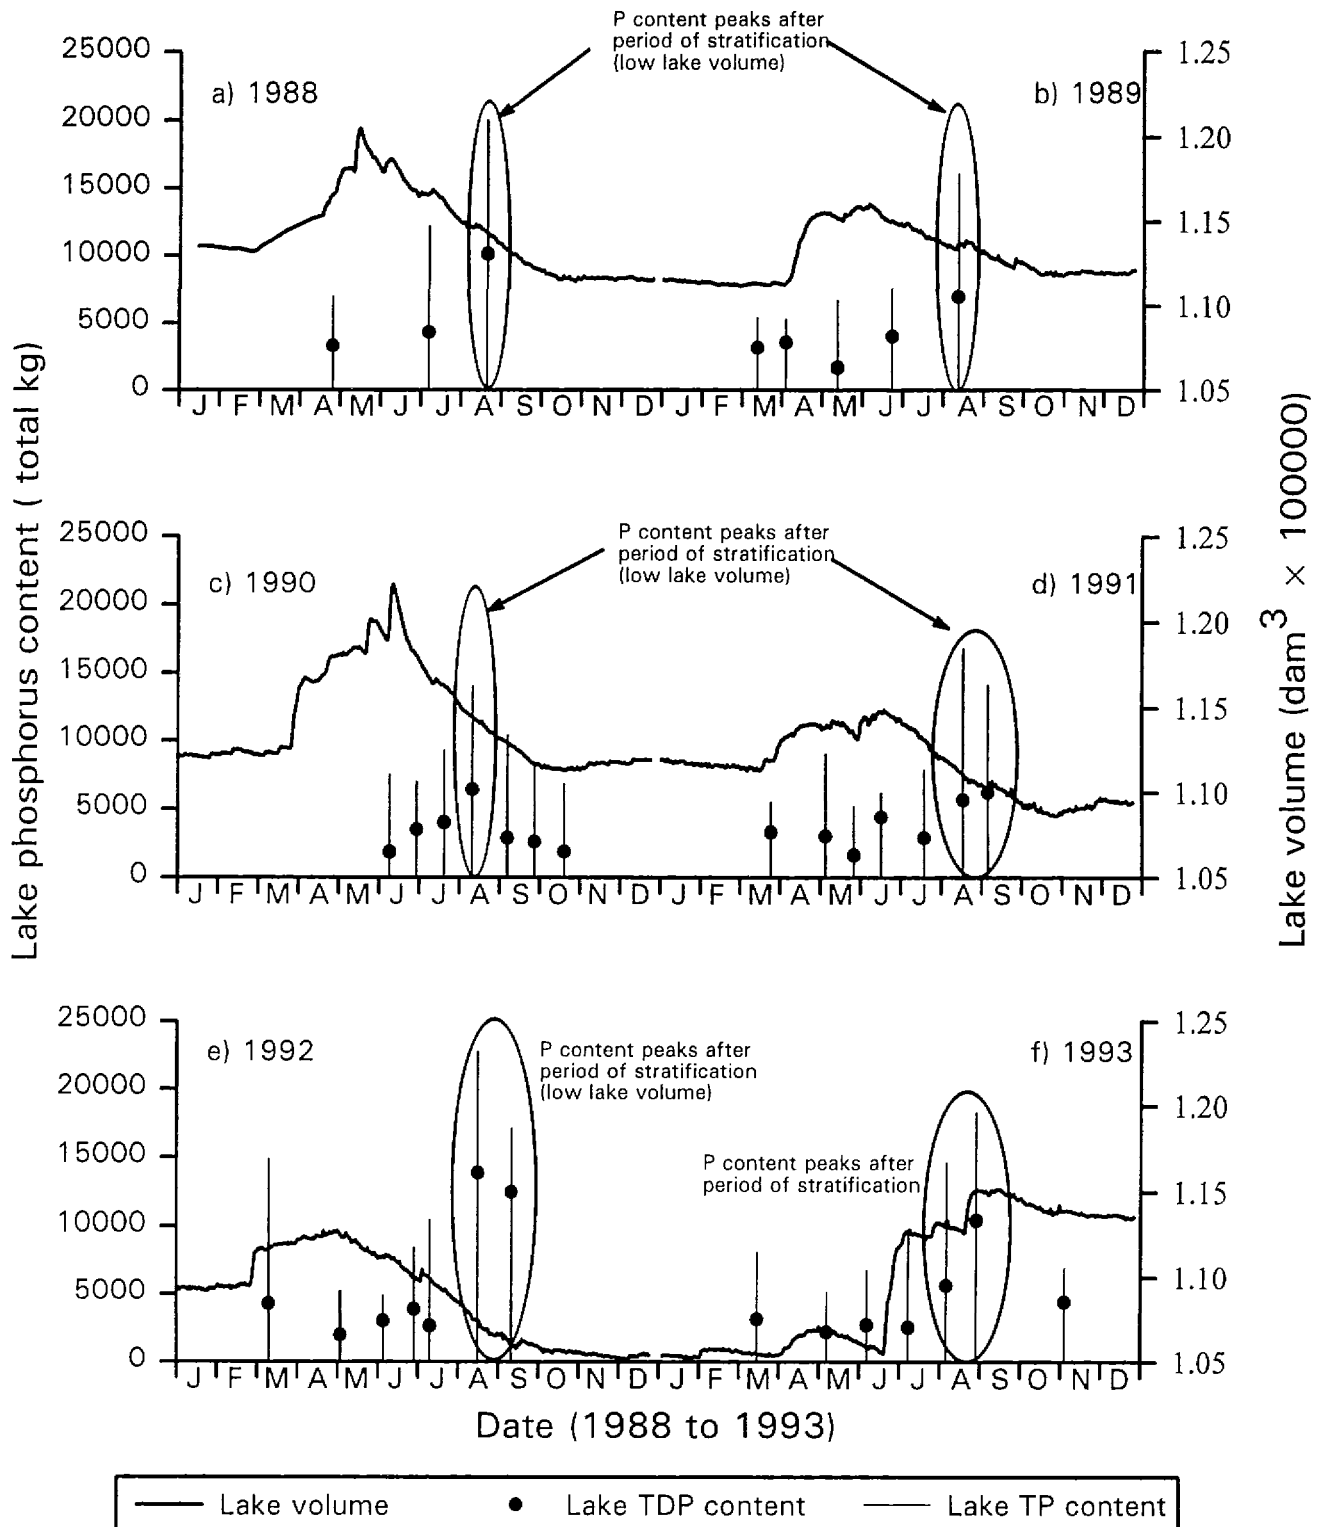 P content peaks after
period of stratification
(low lake volume)
25000
20000
15000
10000
5000
0
a) 1988
b) 1989
1.25
1.20
1.15
1.10
1.05
J F M A M J J A S O N D J F M A M J J A S O N D
Lake phosphorus content ( total kg)
Lake volume (dam³ × 100000)
P content peaks after
period of stratification
(low lake volume)
25000
20000
15000
10000
5000
0
c) 1990
d) 1991
1.25
1.20
1.15
1.10
1.05
J F M A M J J A S O N D J F M A M J J A S O N D
25000
20000
15000
10000
5000
0
e) 1992
P content peaks after
period of stratification
(low lake volume)
f) 1993
P content peaks after
period of stratification
1.25
1.20
1.15
1.10
1.05
J F M A M J J A S O N D J F M A M J J A S O N D
Date (1988 to 1993)
Lake volume Lake TDP content Lake TP content